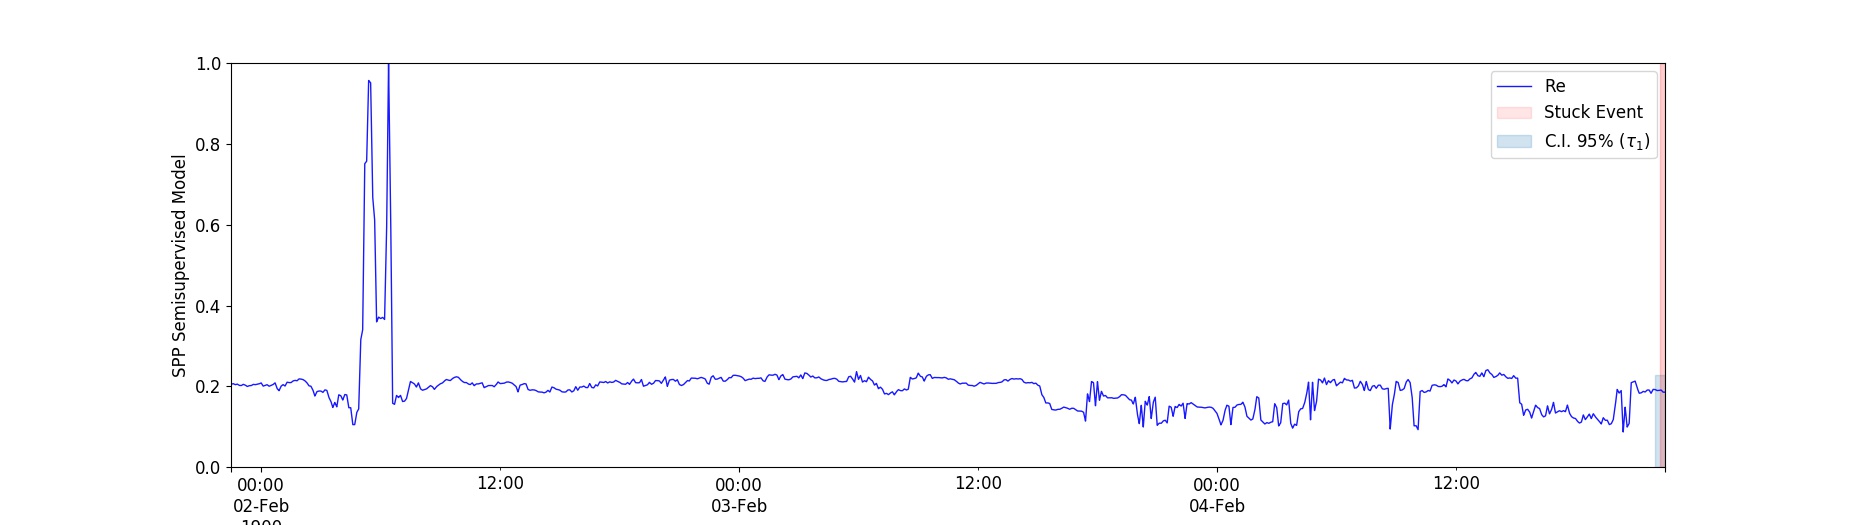 1.0
0.8
0.6
0.4
0.2
0.0
SPP Semisupervised Model
Re
Stuck Event
C.I. 95% (τ₁)
00:00
02-Feb
1900
12:00
00:00
03-Feb
12:00
00:00
04-Feb
12:00